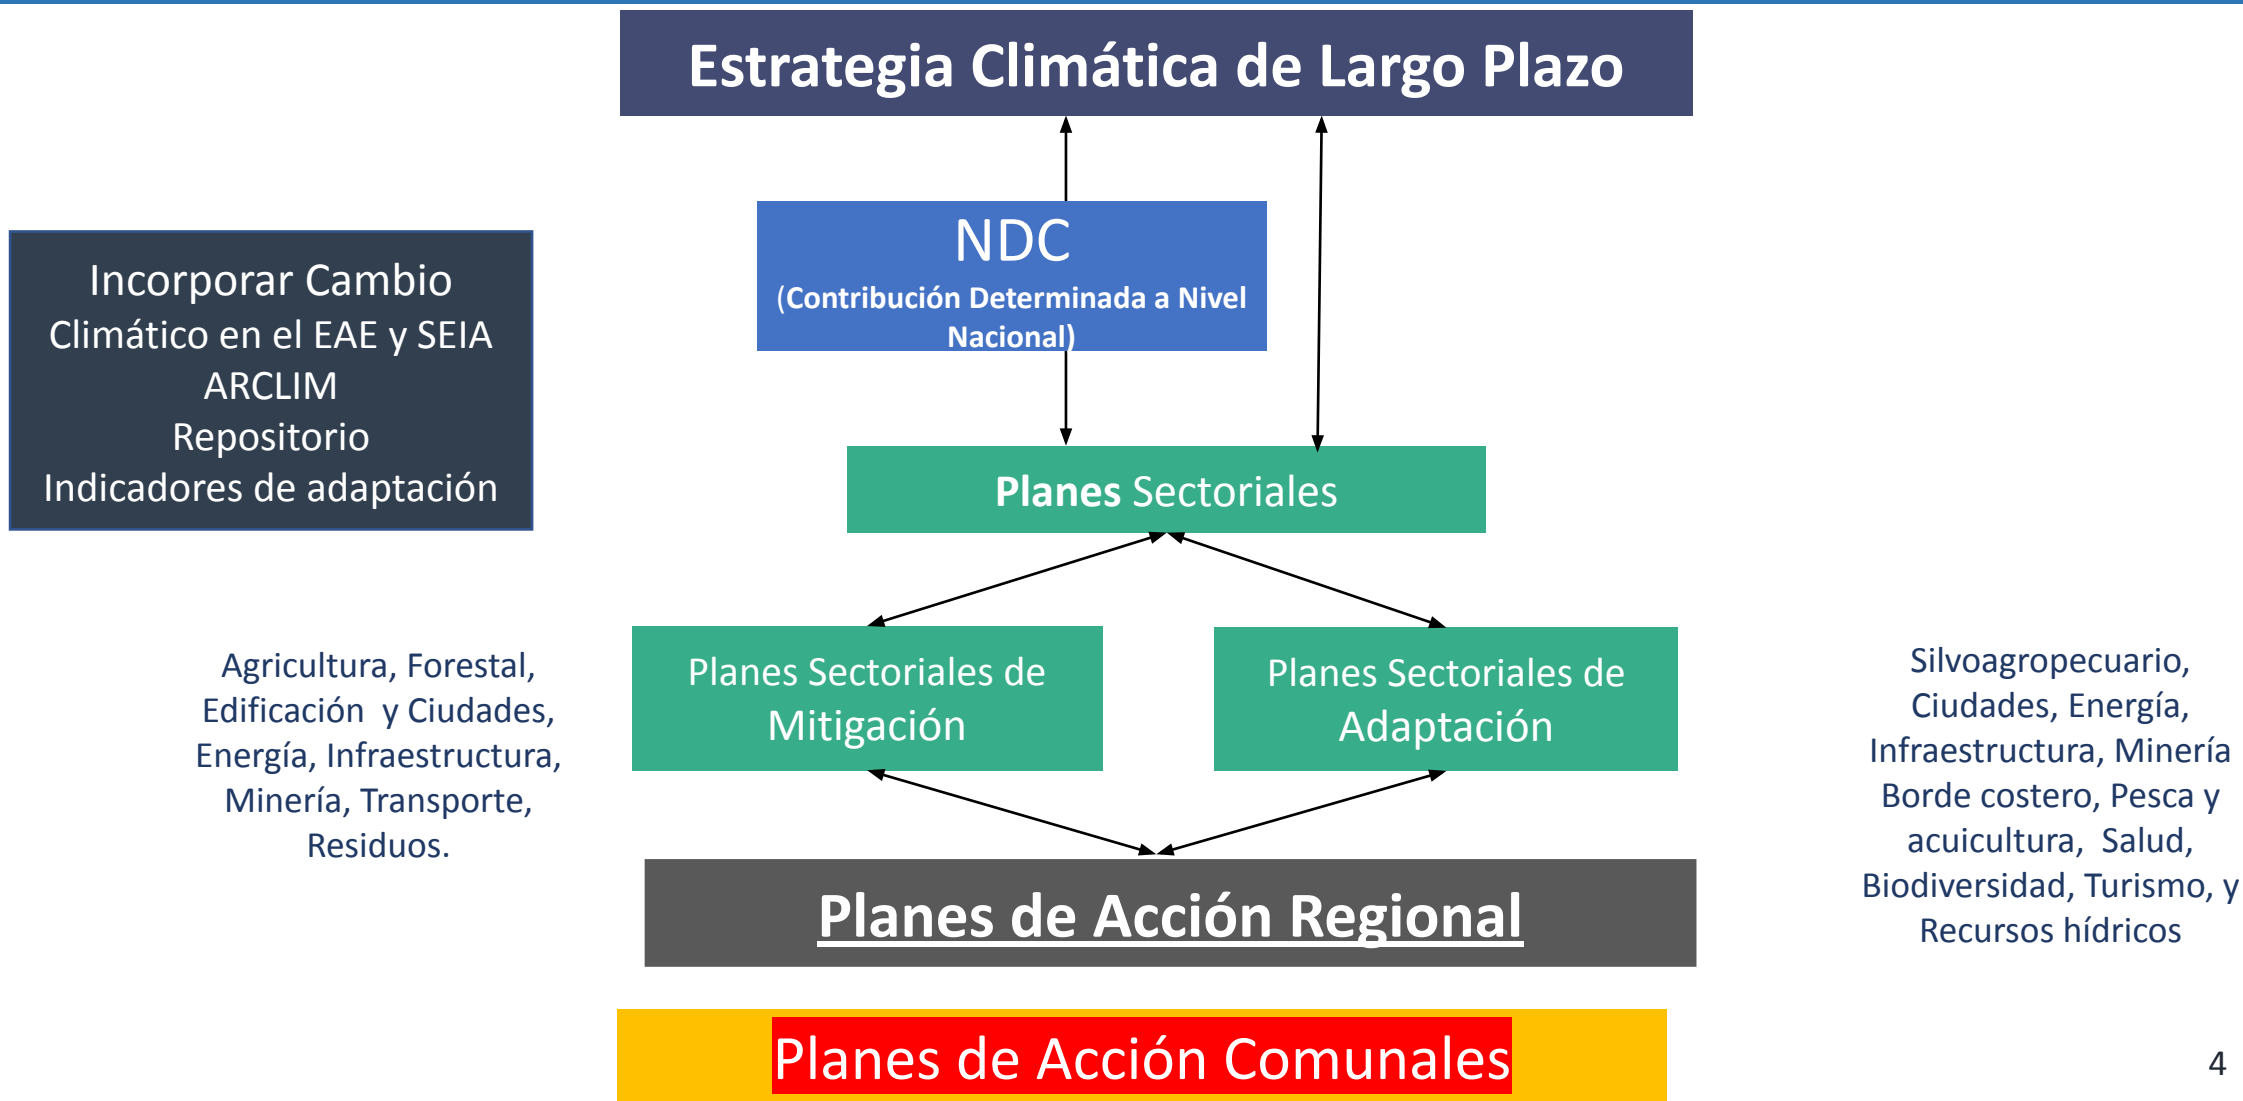 Estrategia Climática de Largo Plazo
NDC
(Contribución Determinada a Nivel
Nacional)
Incorporar Cambio
Climático en el EAE y SEIA
ARCLIM
Repositorio
Indicadores de adaptación
Planes Sectoriales
Agricultura, Forestal,
Edificación y Ciudades,
Energía, Infraestructura,
Minería, Transporte,
Residuos.
Planes Sectoriales de
Mitigación
Planes Sectoriales de
Adaptación
Silvoagropecuario,
Ciudades, Energía,
Infraestructura, Minería
Borde costero, Pesca y
acuicultura, Salud,
Biodiversidad, Turismo, y
Recursos hídricos
Planes de Acción Regional
Planes de Acción Comunales
4